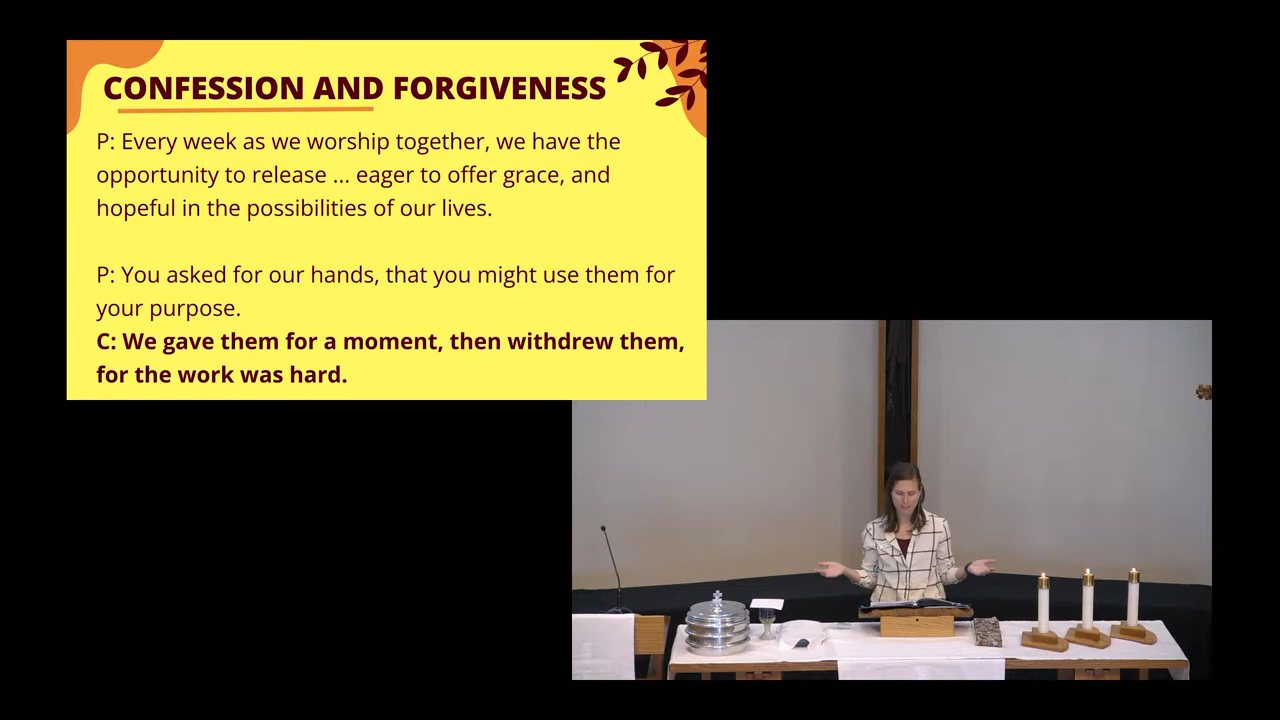 CONFESSION AND FORGIVENESS
P: Every week as we worship together, we have the
opportunity to release ... eager to offer grace, and
hopeful in the possibilities of our lives.
P: You asked for our hands, that you might use them for
your purpose.
C: We gave them for a moment, then withdrew them,
for the work was hard.